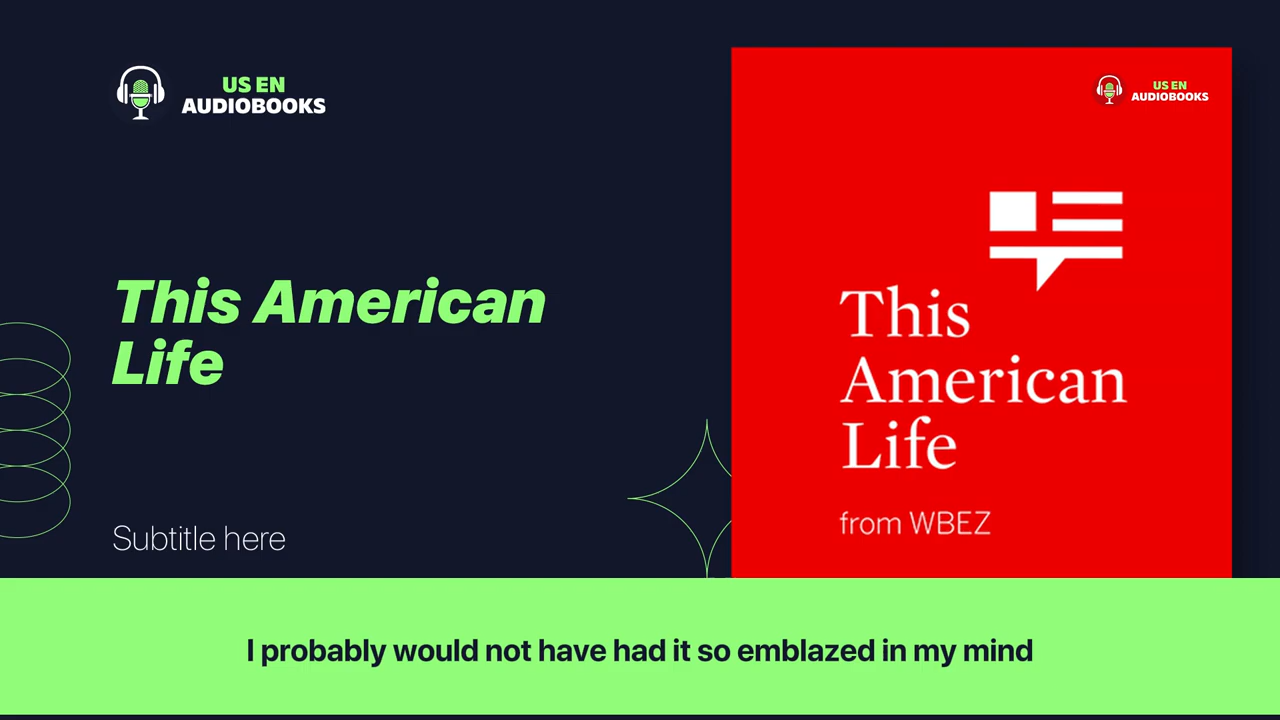 US EN
AUDIOBOOKS
This American
Life
Subtitle here
US EN
AUDIOBOOKS
This
American
Life
from WBEZ
I probably would not have had it so emblazed in my mind